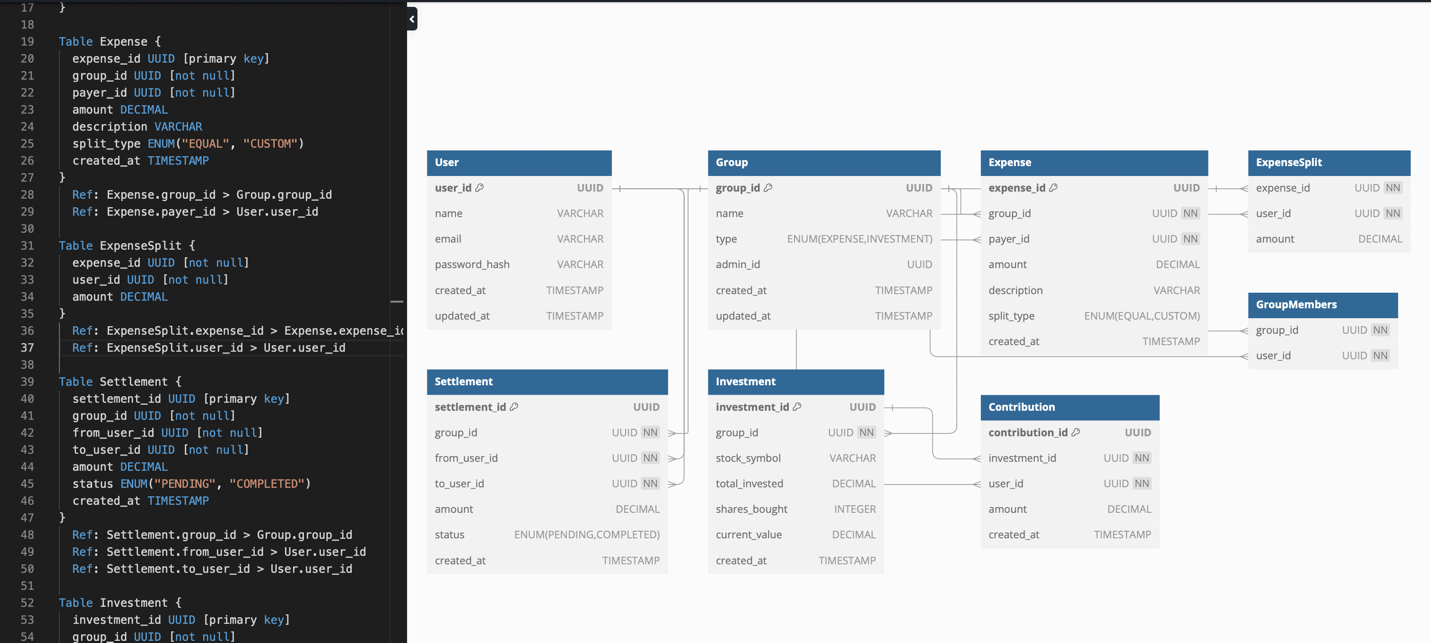 17 }
18
19 Table Expense {
20 expense_id UUID [primary key]
21 group_id UUID [not null]
22 payer_id UUID [not null]
23 amount DECIMAL
24 description VARCHAR
25 split_type ENUM("EQUAL", "CUSTOM")
26 created_at TIMESTAMP
27 }
28 Ref: Expense.group_id > Group.group_id
29 Ref: Expense.payer_id > User.user_id
30
31 Table ExpenseSplit {
32 expense_id UUID [not null]
33 user_id UUID [not null]
34 amount DECIMAL
35 }
36 Ref: ExpenseSplit.expense_id > Expense.expense_id
37 Ref: ExpenseSplit.user_id > User.user_id
38
39 Table Settlement {
40 settlement_id UUID [primary key]
41 group_id UUID [not null]
42 from_user_id UUID [not null]
43 to_user_id UUID [not null]
44 amount DECIMAL
45 status ENUM("PENDING", "COMPLETED")
46 created_at TIMESTAMP
47 }
48 Ref: Settlement.group_id > Group.group_id
49 Ref: Settlement.from_user_id > User.user_id
50 Ref: Settlement.to_user_id > User.user_id
51
52 Table Investment {
53 investment_id UUID [primary key]
54 group_id UUID [not null]
User
user_id UUID
name VARCHAR
email VARCHAR
password_hash VARCHAR
created_at TIMESTAMP
updated_at TIMESTAMP
Group
group_id UUID
name VARCHAR
type ENUM(EXPENSE,INVESTMENT)
admin_id UUID
created_at TIMESTAMP
updated_at TIMESTAMP
Expense
expense_id UUID
group_id UUID NN
payer_id UUID NN
amount DECIMAL
description VARCHAR
split_type ENUM(EQUAL,CUSTOM)
created_at TIMESTAMP
ExpenseSplit
expense_id UUID NN
user_id UUID NN
amount DECIMAL
GroupMembers
group_id UUID NN
user_id UUID NN
Settlement
settlement_id UUID
group_id UUID NN
from_user_id UUID NN
to_user_id UUID NN
amount DECIMAL
status ENUM(PENDING,COMPLETED)
created_at TIMESTAMP
Investment
investment_id UUID
group_id UUID NN
stock_symbol VARCHAR
total_invested DECIMAL
shares_bought INTEGER
current_value DECIMAL
created_at TIMESTAMP
Contribution
contribution_id UUID
investment_id UUID NN
user_id UUID NN
amount DECIMAL
created_at TIMESTAMP